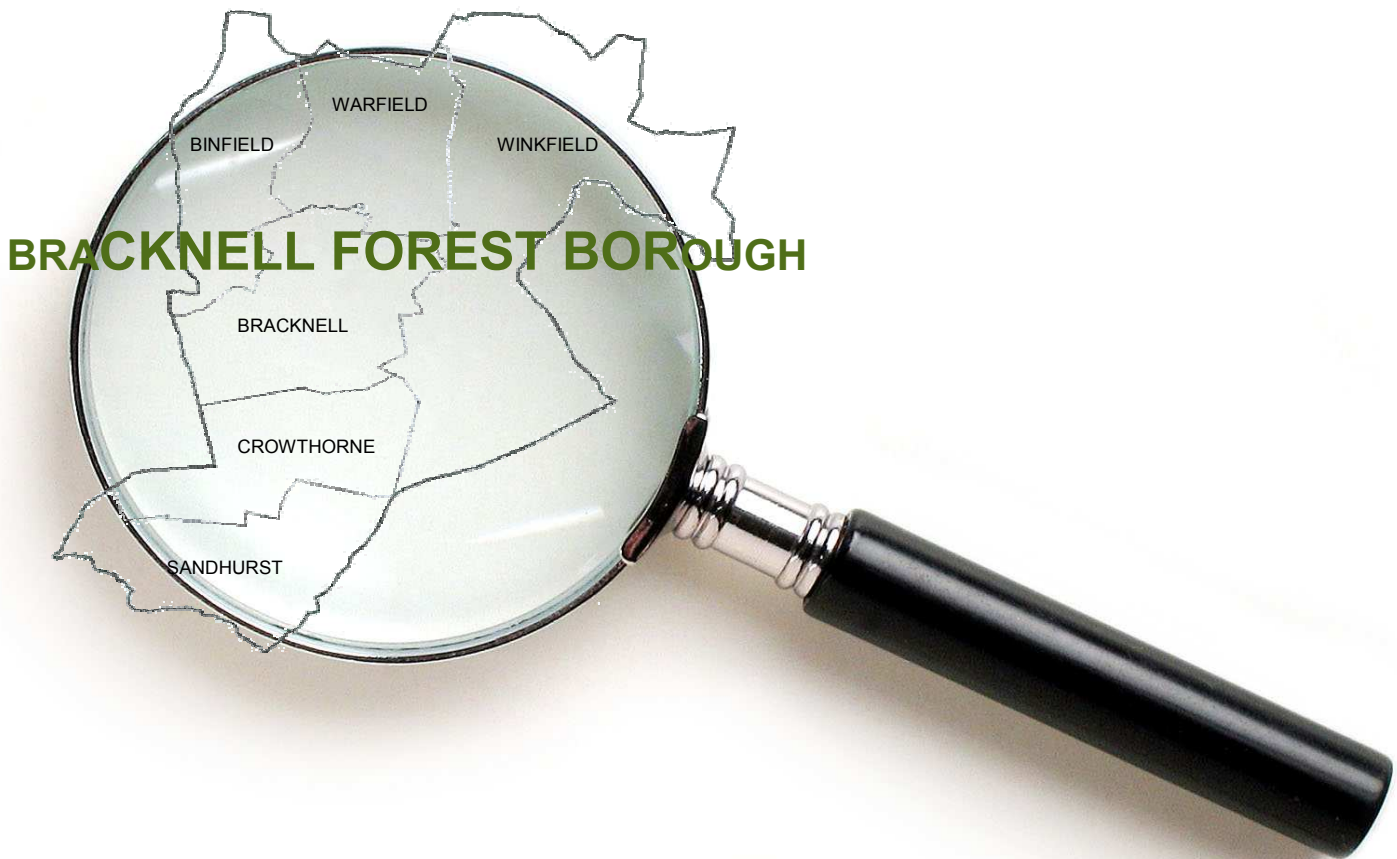 WARFIELD
BINFIELD
WINKFIELD
BRACKNELL FOREST BOROUGH
BRACKNELL
CROWTHORNE
SANDHURST